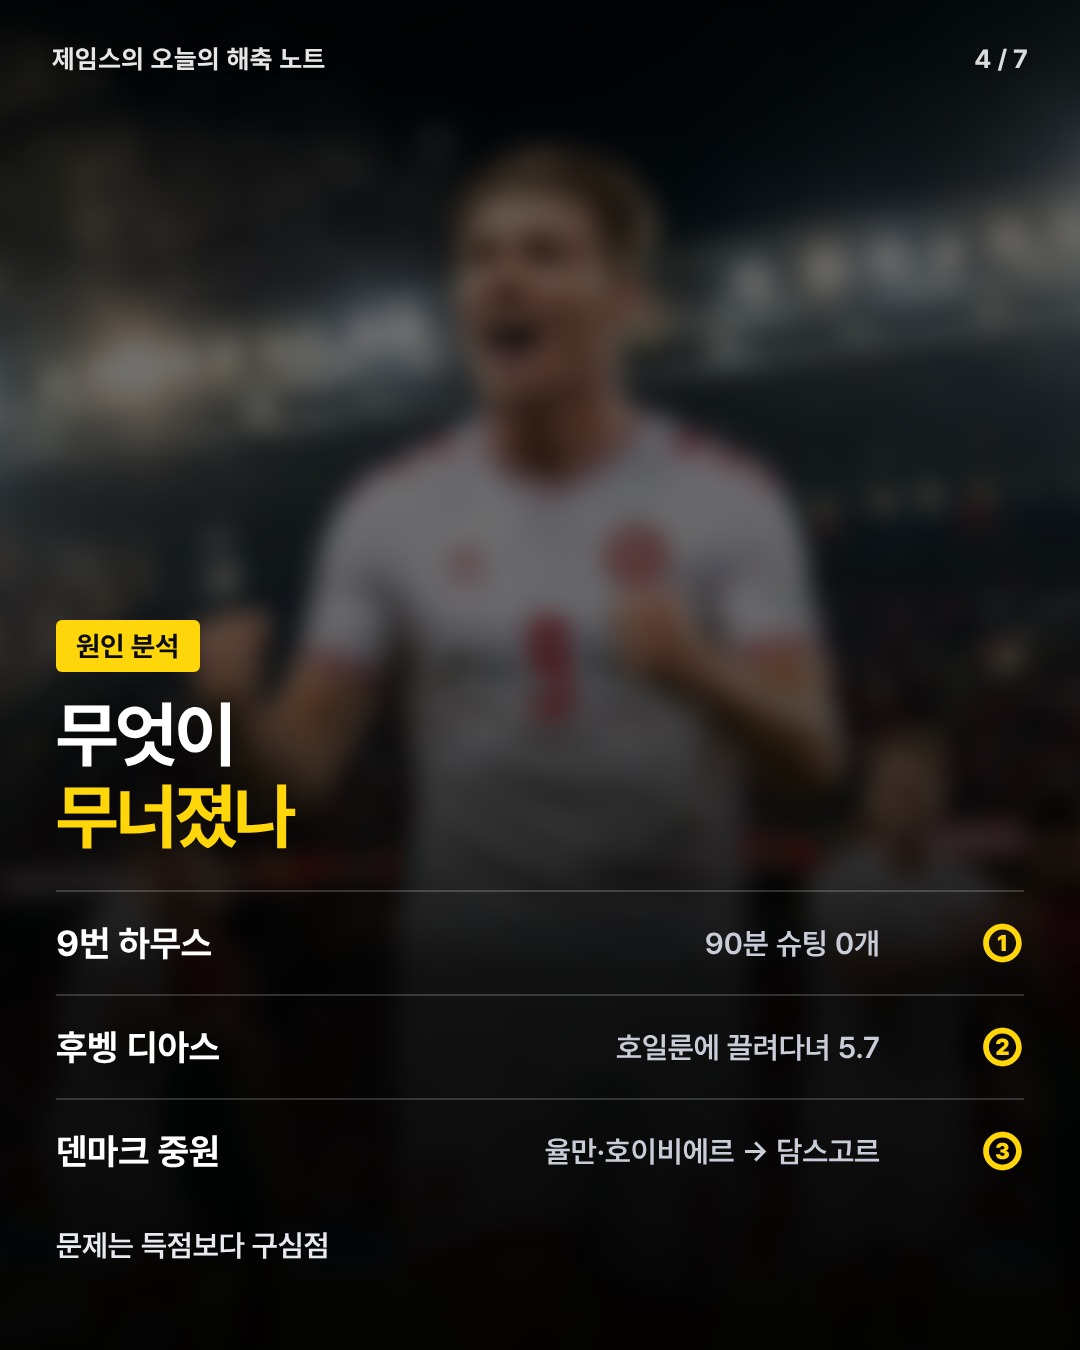 제임스의 오늘의 해축 노트
4 / 7
원인 분석
무엇이
무너졌나
9번 하무스 90분 슈팅 0개 1
후벵 디아스 호일룬에 끌려다녀 5.7 2
덴마크 중원 율만·호이비에르 → 담스고르 3
문제는 득점보다 구심점